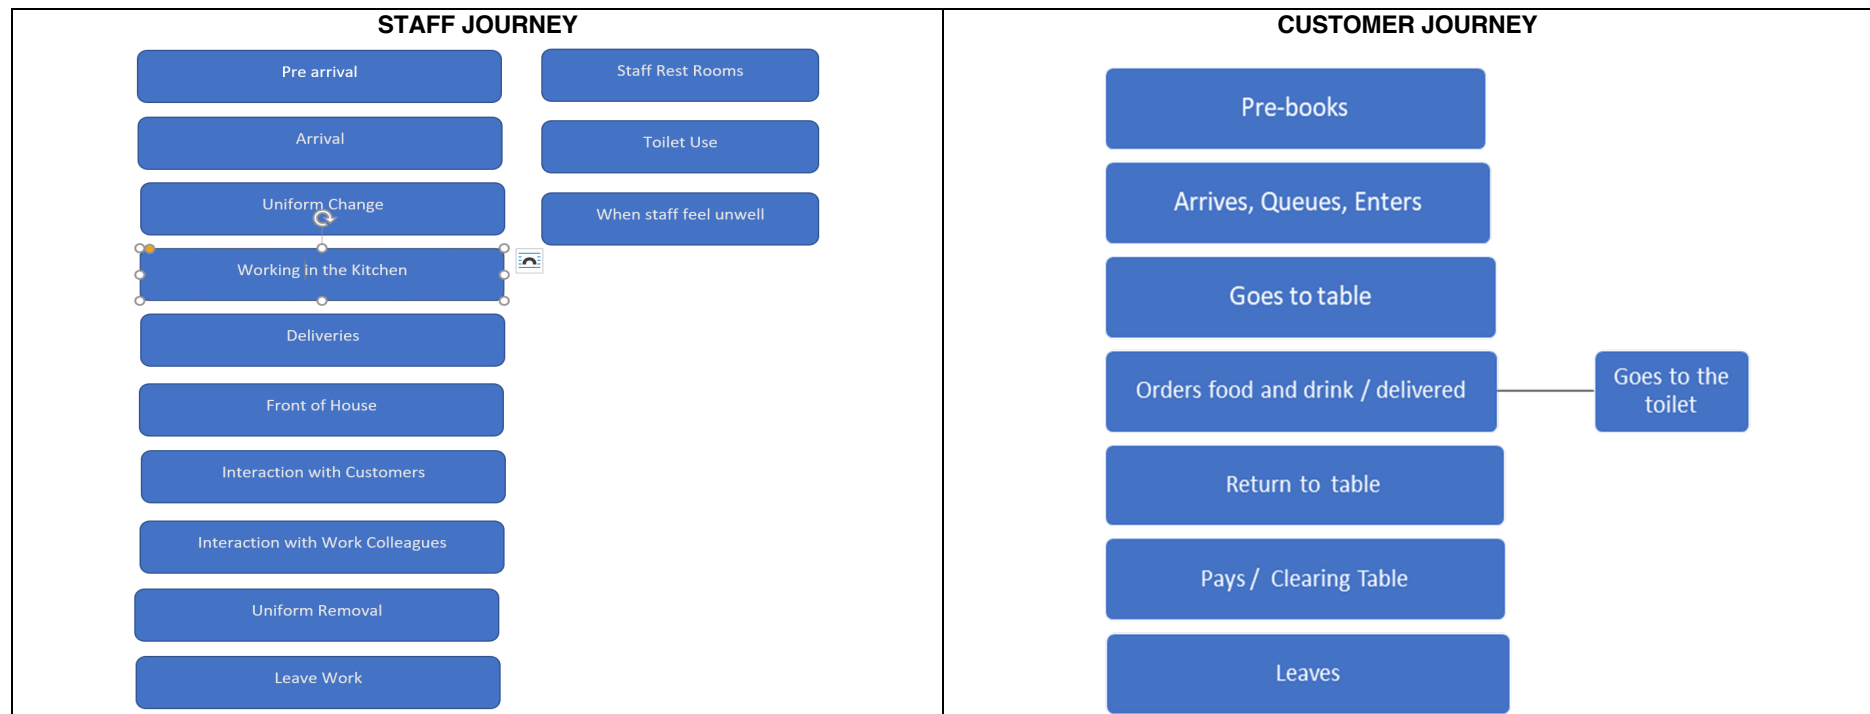 STAFF JOURNEY
Pre arrival
Arrival
Uniform Change
Working in the Kitchen
Deliveries
Front of House
Interaction with Customers
Interaction with Work Colleagues
Uniform Removal
Leave Work
Staff Rest Rooms
Toilet Use
When staff feel unwell
CUSTOMER JOURNEY
Pre-books
Arrives, Queues, Enters
Goes to table
Orders food and drink / delivered
Goes to the
toilet
Return to table
Pays / Clearing Table
Leaves